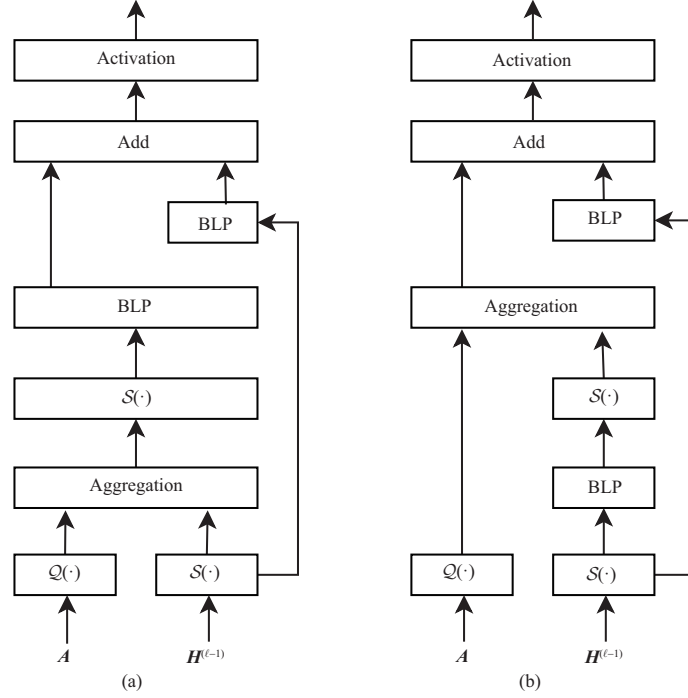 Activation
Add
BLP
BLP
𝒮(·)
Aggregation
𝒬(·)
𝒮(·)
A
H^(ℓ−1)
(a)
Activation
Add
BLP
Aggregation
𝒮(·)
BLP
𝒬(·)
𝒮(·)
A
H^(ℓ−1)
(b)